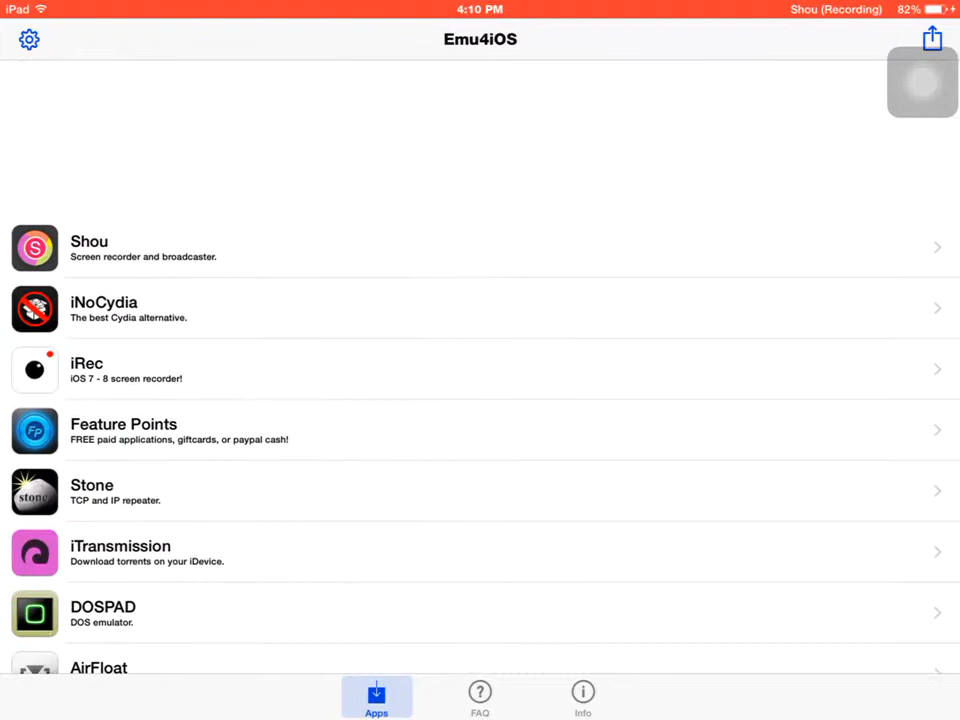 iPad 4:10 PM Shou (Recording) 82%
Emu4iOS
S
Shou
Screen recorder and broadcaster.
iNoCydia
The best Cydia alternative.
iRec
iOS 7 - 8 screen recorder!
FP
Feature Points
FREE paid applications, giftcards, or paypal cash!
stone
Stone
TCP and IP repeater.
iTransmission
Download torrents on your iDevice.
DOSPAD
DOS emulator.
AirFloat
Apps ? FAQ i Info